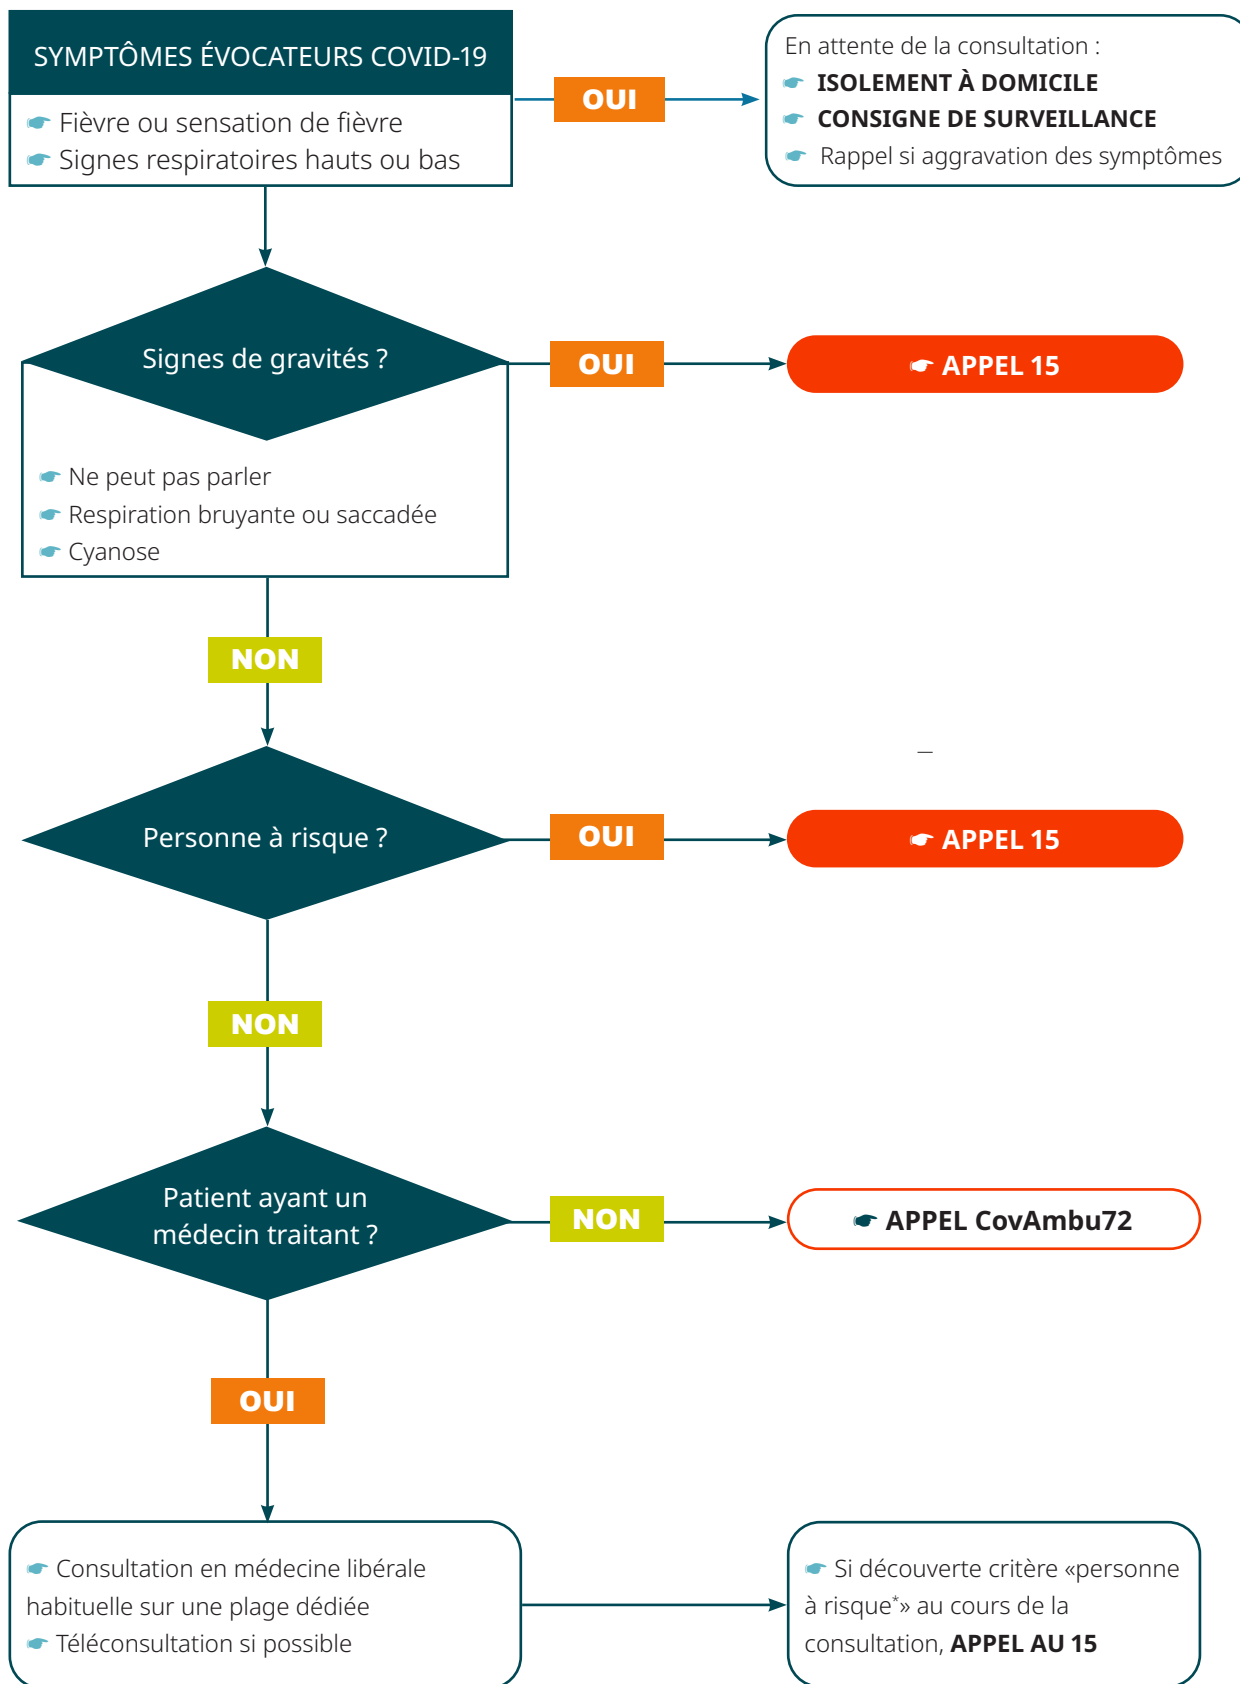 SYMPTÔMES ÉVOCATEURS COVID-19
Fièvre ou sensation de fièvre
Signes respiratoires hauts ou bas
OUI
En attente de la consultation :
ISOLEMENT À DOMICILE
CONSIGNE DE SURVEILLANCE
Rappel si aggravation des symptômes
Signes de gravités ?
OUI
APPEL 15
Ne peut pas parler
Respiration bruyante ou saccadée
Cyanose
NON
Personne à risque ?
OUI
—
APPEL 15
NON
Patient ayant un
médecin traitant ?
NON
APPEL CovAmbu72
OUI
Consultation en médecine libérale
habituelle sur une plage dédiée
Téléconsultation si possible
Si découverte critère «personne
à risque*» au cours de la
consultation, APPEL AU 15